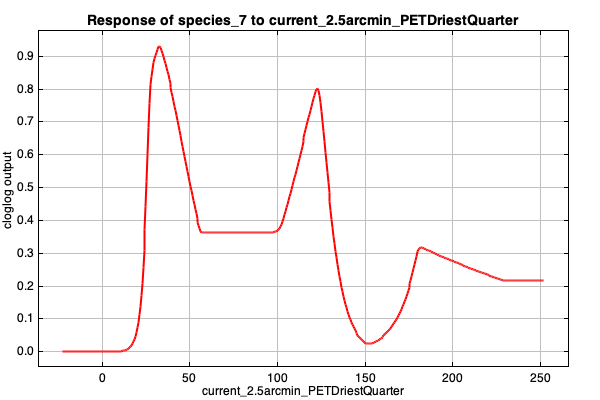 Response of species_7 to current_2.5arcmin_PETDriestQuarter
cloglog output
0.9
0.8
0.7
0.6
0.5
0.4
0.3
0.2
0.1
0.0
0 50 100 150 200 250
current_2.5arcmin_PETDriestQuarter